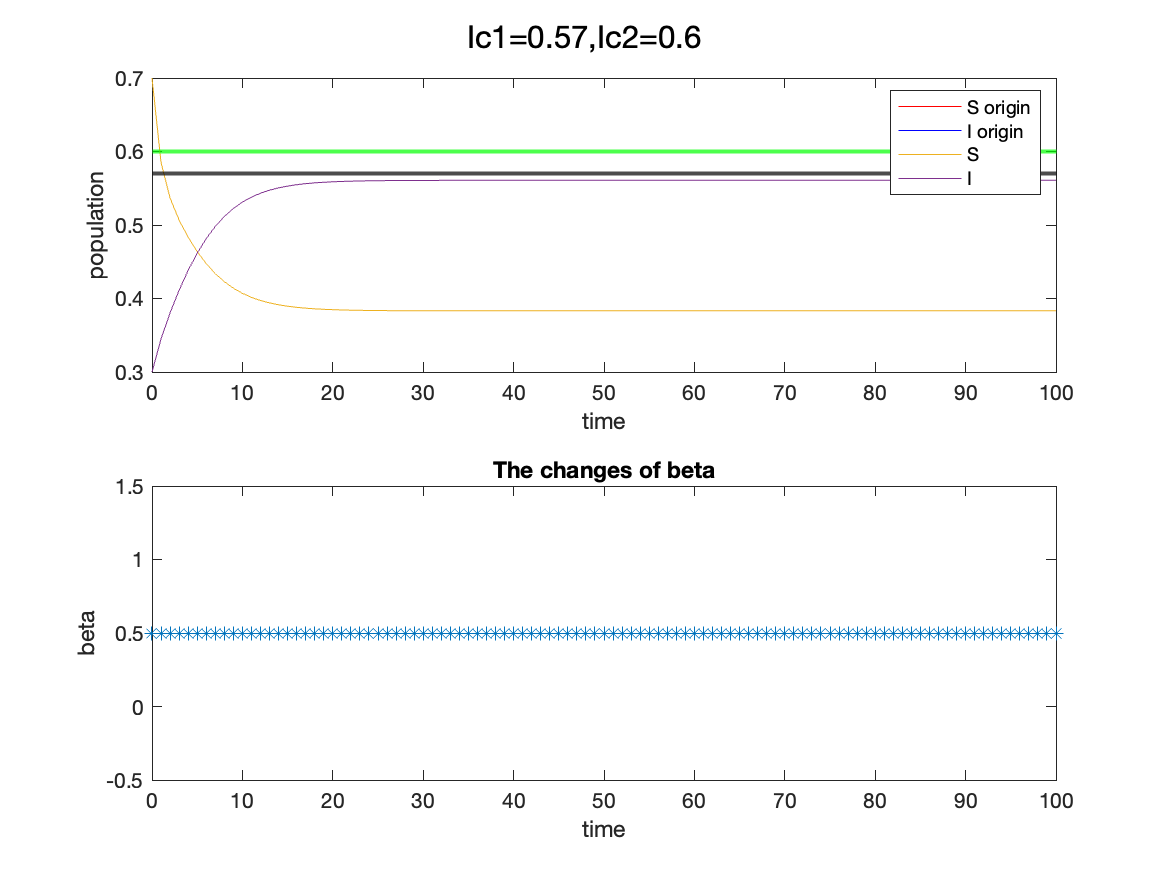 Ic1=0.57,Ic2=0.6
0.7
0.6
0.5
0.4
0.3
population
0 10 20 30 40 50 60 70 80 90 100
time
S origin
I origin
S
I
The changes of beta
1.5
1
0.5
0
-0.5
beta
0 10 20 30 40 50 60 70 80 90 100
time